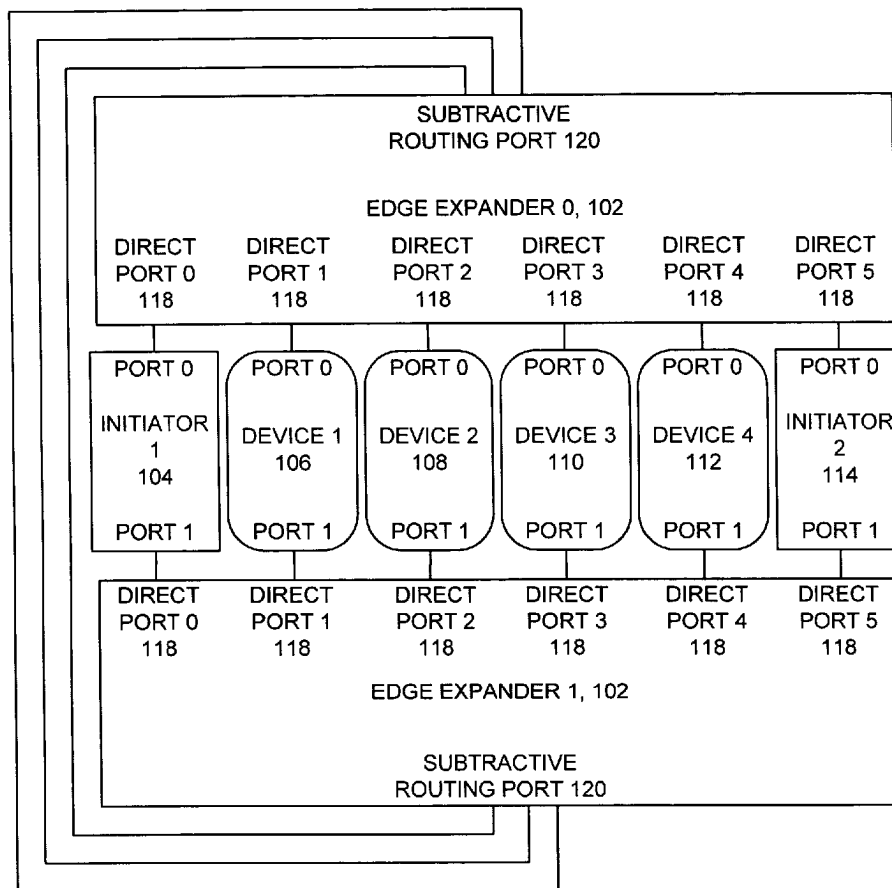 SUBTRACTIVE
ROUTING PORT 120
EDGE EXPANDER 0, 102
DIRECT DIRECT DIRECT DIRECT DIRECT DIRECT
PORT 0 PORT 1 PORT 2 PORT 3 PORT 4 PORT 5
118 118 118 118 118 118
PORT 0 PORT 0 PORT 0 PORT 0 PORT 0 PORT 0
INITIATOR
1
104
DEVICE 1
106
DEVICE 2
108
DEVICE 3
110
DEVICE 4
112
INITIATOR
2
114
PORT 1 PORT 1 PORT 1 PORT 1 PORT 1 PORT 1
DIRECT DIRECT DIRECT DIRECT DIRECT DIRECT
PORT 0 PORT 1 PORT 2 PORT 3 PORT 4 PORT 5
118 118 118 118 118 118
EDGE EXPANDER 1, 102
SUBTRACTIVE
ROUTING PORT 120